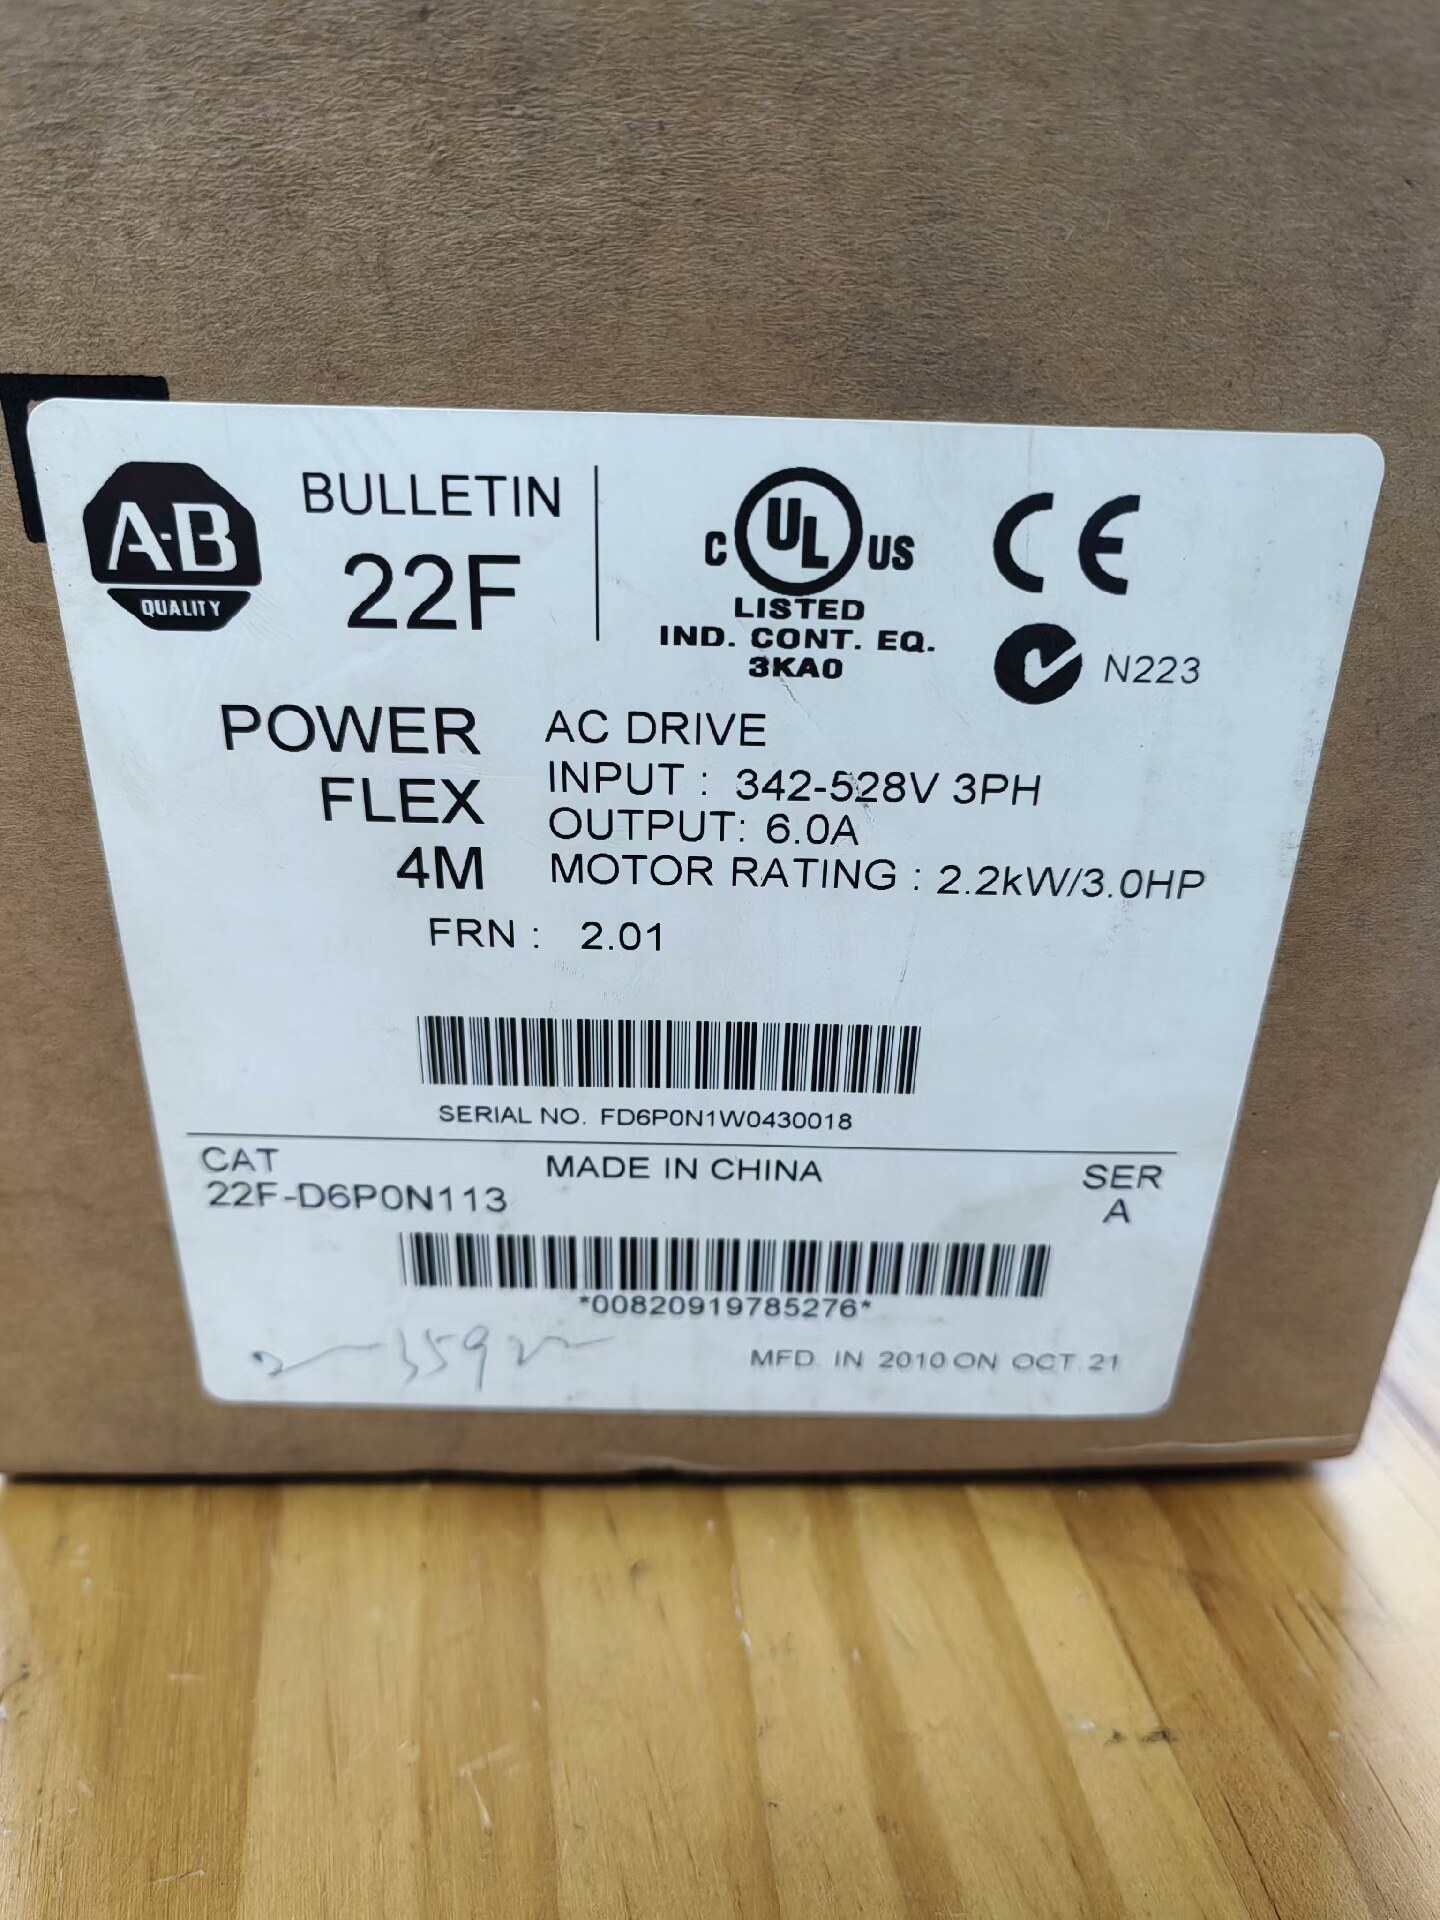 A-B
QUALITY
BULLETIN
22F
C UL US
LISTED
IND. CONT. EQ.
3KA0
CE
N223
POWER
FLEX
4M
AC DRIVE
INPUT : 342-528V 3PH
OUTPUT: 6.0A
MOTOR RATING : 2.2kW/3.0HP
FRN : 2.01
SERIAL NO. FD6P0N1W0430018
CAT
22F-D6P0N113
MADE IN CHINA
SER
A
*00820919785276*
MFD. IN 2010 ON OCT. 21